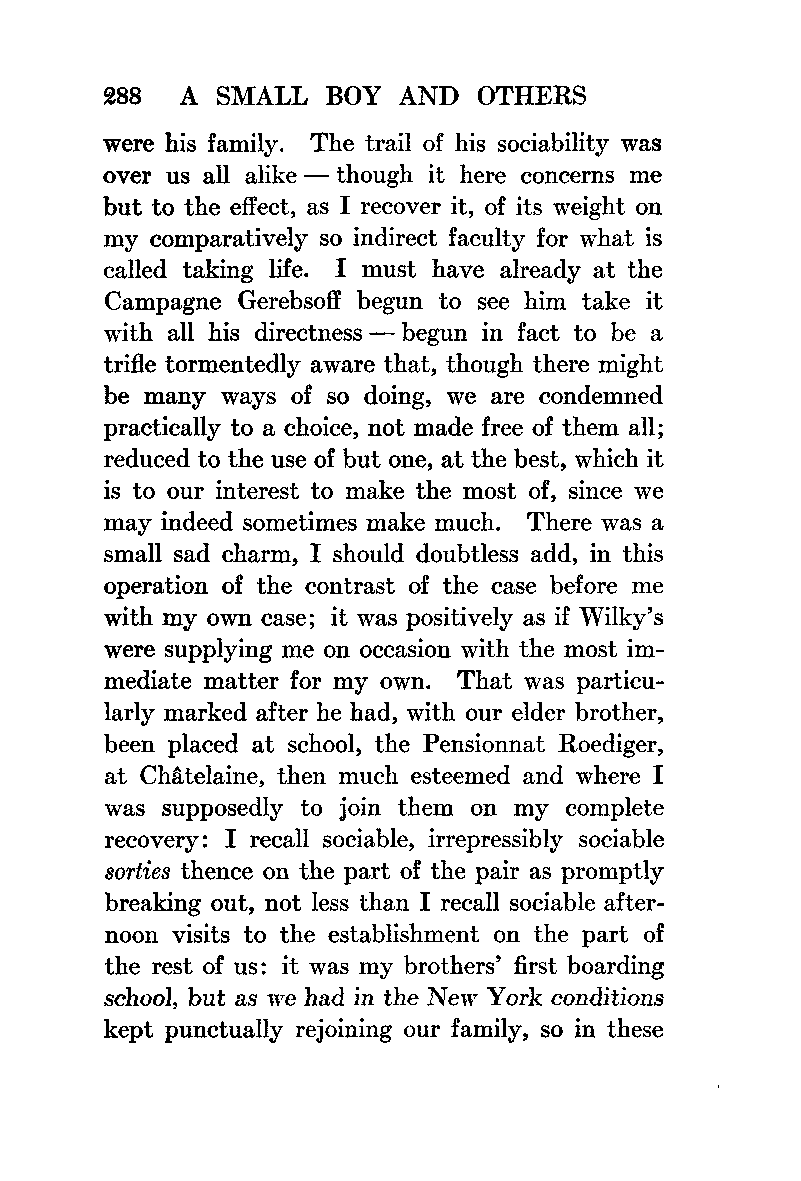 288 A SMALL BOY AND OTHERS
were his family. The trail of his sociability was
over us all alike — though it here concerns me
but to the effect, as I recover it, of its weight on
my comparatively so indirect faculty for what is
called taking life. I must have already at the
Campagne Gerebsoff begun to see him take it
with all his directness — begun in fact to be a
trifle tormentedly aware that, though there might
be many ways of so doing, we are condemned
practically to a choice, not made free of them all;
reduced to the use of but one, at the best, which it
is to our interest to make the most of, since we
may indeed sometimes make much. There was a
small sad charm, I should doubtless add, in this
operation of the contrast of the case before me
with my own case; it was positively as if Wilky's
were supplying me on occasion with the most im-
mediate matter for my own. That was particu-
larly marked after he had, with our elder brother,
been placed at school, the Pensionnat Roediger,
at Châtelaine, then much esteemed and where I
was supposedly to join them on my complete
recovery: I recall sociable, irrepressibly sociable
sorties thence on the part of the pair as promptly
breaking out, not less than I recall sociable after-
noon visits to the establishment on the part of
the rest of us: it was my brothers' first boarding
school, but as we had in the New York conditions
kept punctually rejoining our family, so in these